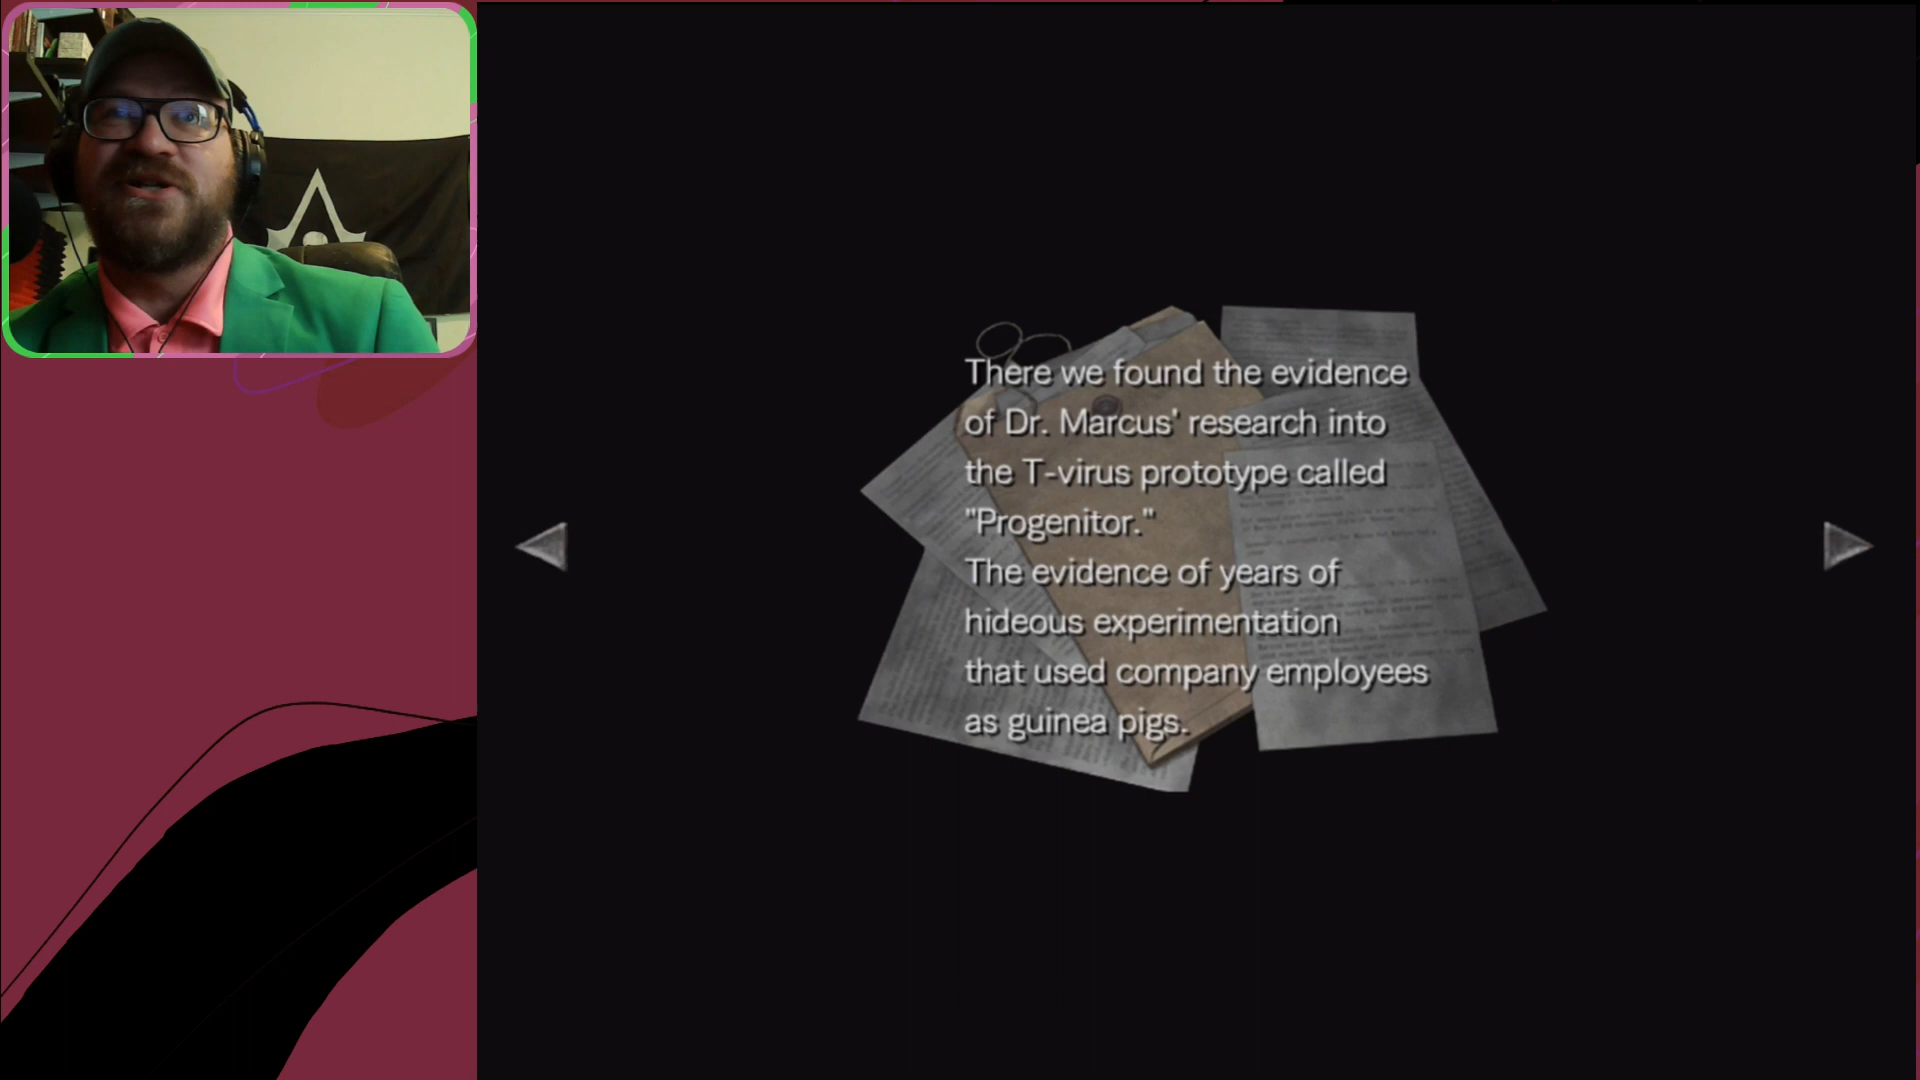 There we found the evidence
of Dr. Marcus' research into
the T-virus prototype called
"Progenitor."
The evidence of years of
hideous experimentation
that used company employees
as guinea pigs.